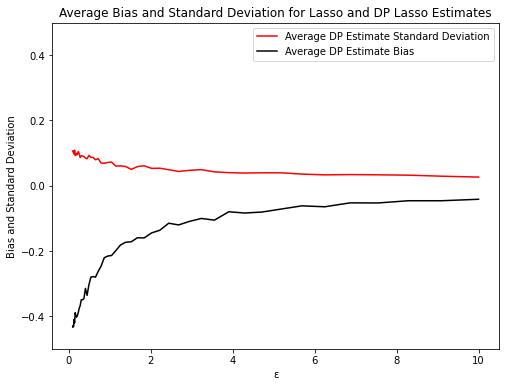 Average Bias and Standard Deviation for Lasso and DP Lasso Estimates
Average DP Estimate Standard Deviation
Average DP Estimate Bias
Bias and Standard Deviation
0.4
0.2
0.0
−0.2
−0.4
0 2 4 6 8 10
ε